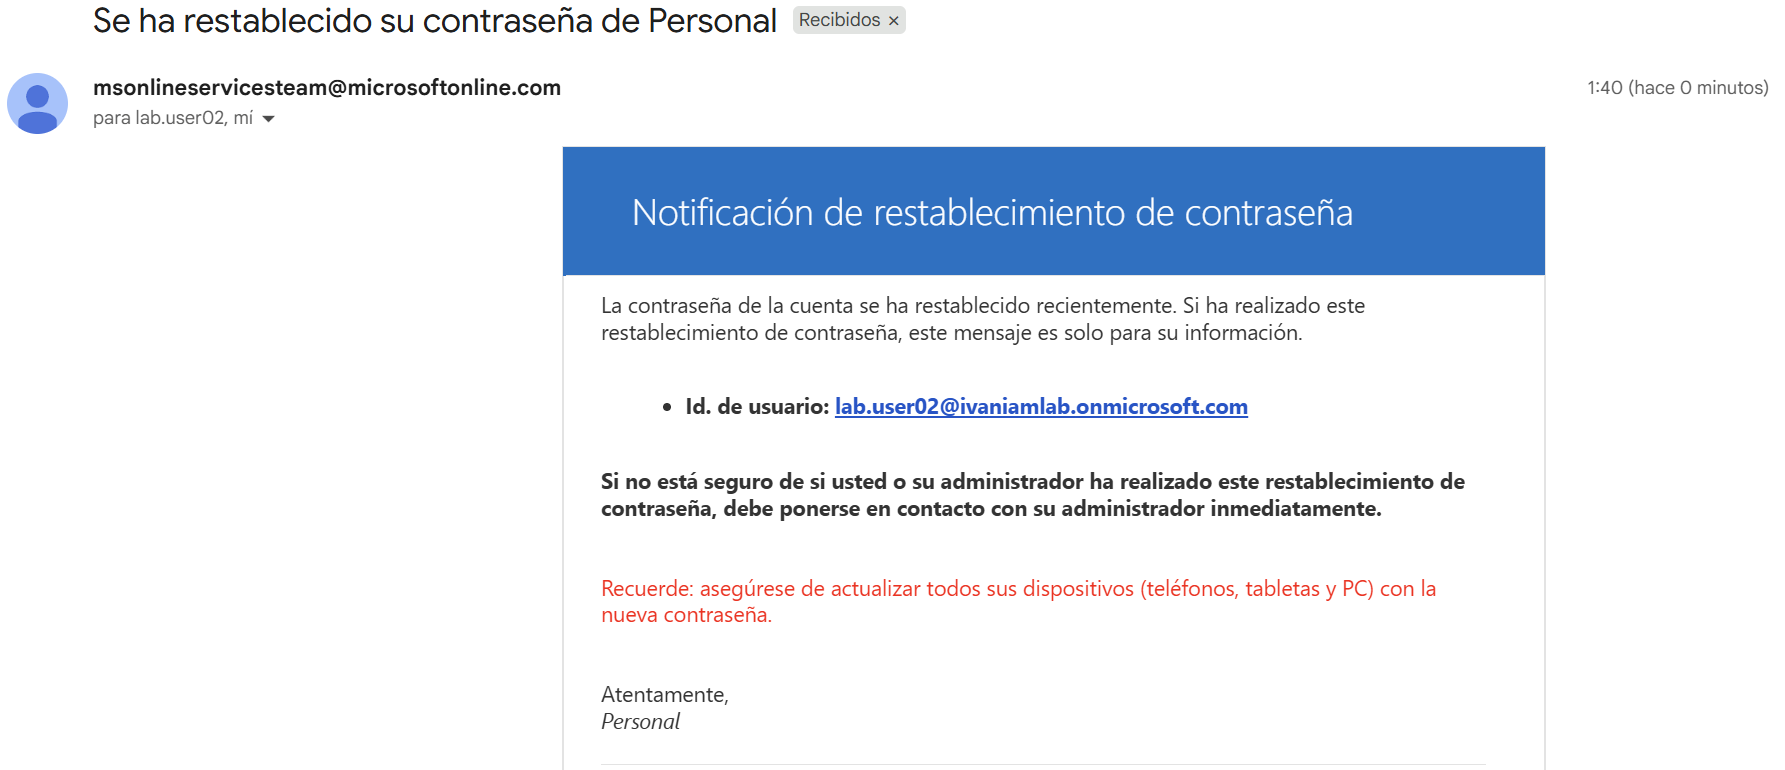 Se ha restablecido su contraseña de Personal Recibidos ×
msonlineservicesteam@microsoftonline.com 1:40 (hace 0 minutos)
para lab.user02, mí
Notificación de restablecimiento de contraseña
La contraseña de la cuenta se ha restablecido recientemente. Si ha realizado este
restablecimiento de contraseña, este mensaje es solo para su información.
• Id. de usuario: lab.user02@ivaniamlab.onmicrosoft.com
Si no está seguro de si usted o su administrador ha realizado este restablecimiento de
contraseña, debe ponerse en contacto con su administrador inmediatamente.
Recuerde: asegúrese de actualizar todos sus dispositivos (teléfonos, tabletas y PC) con la
nueva contraseña.
Atentamente,
Personal